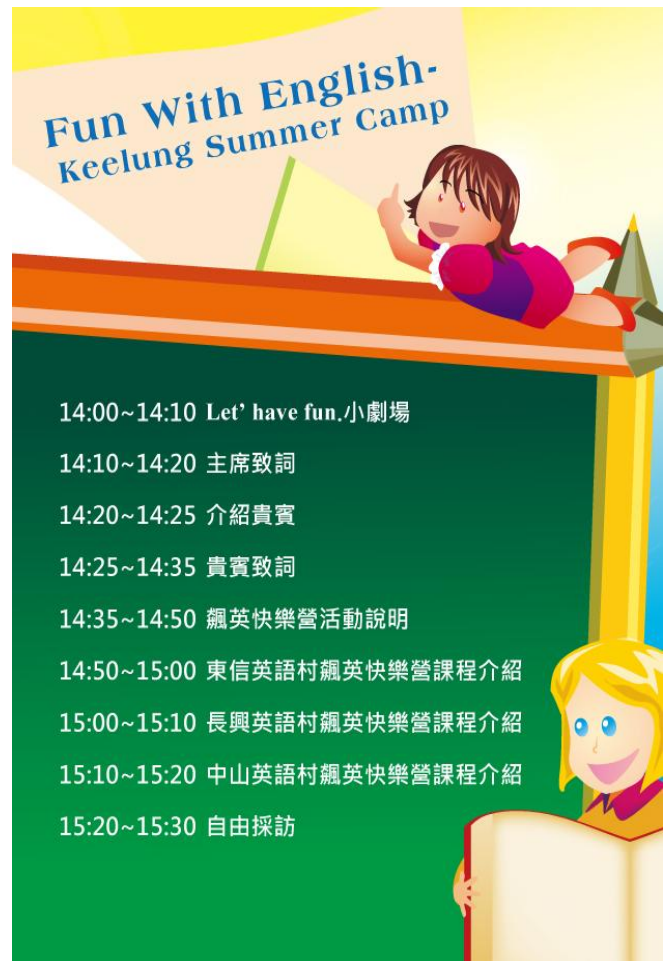 Fun With English-
Keelung Summer Camp
14:00~14:10 Let' have fun.小劇場
14:10~14:20 主席致詞
14:20~14:25 介紹貴賓
14:25~14:35 貴賓致詞
14:35~14:50 飆英快樂營活動說明
14:50~15:00 東信英語村飆英快樂營課程介紹
15:00~15:10 長興英語村飆英快樂營課程介紹
15:10~15:20 中山英語村飆英快樂營課程介紹
15:20~15:30 自由採訪